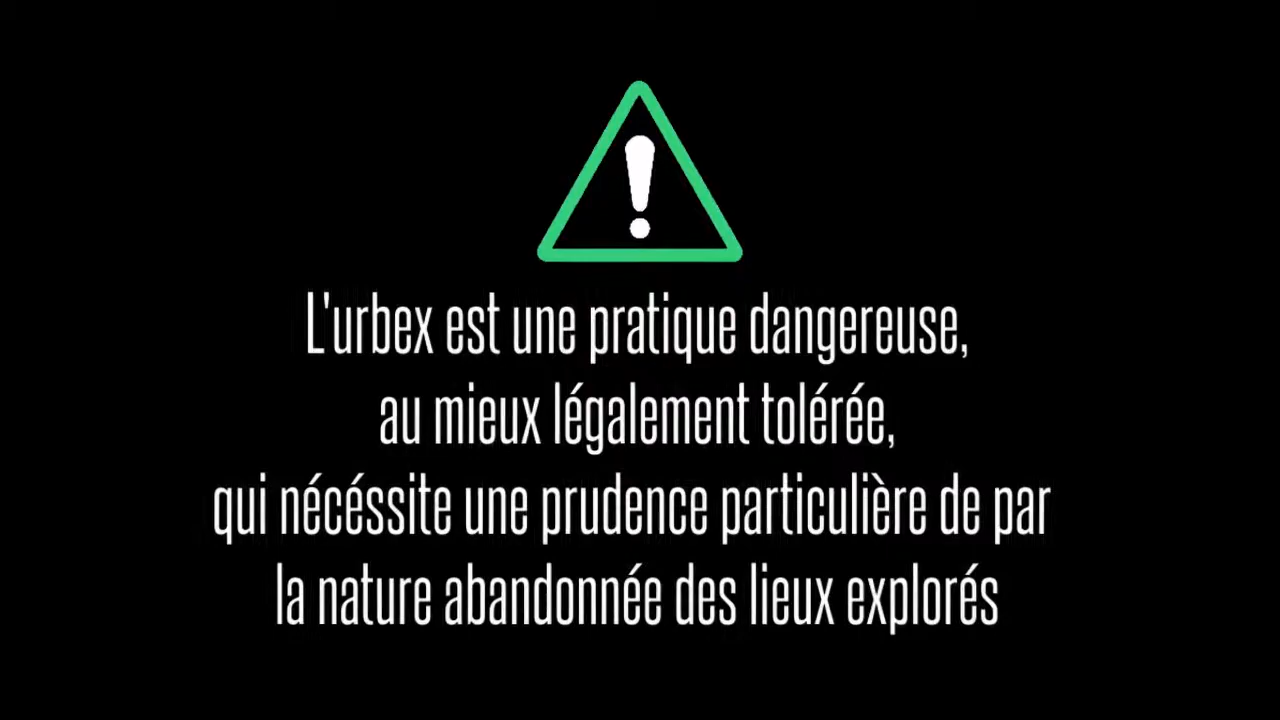 L'urbex est une pratique dangereuse,
au mieux légalement tolérée,
qui nécéssite une prudence particulière de par
la nature abandonnée des lieux explorés